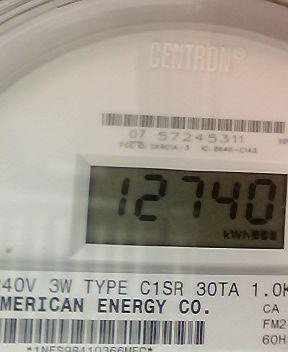 CENTRON®
07 57245311
12740
kWh
40V 3W TYPE C1SR 30TA 1.0K
MERICAN ENERGY CO.
CA
FM2
60H